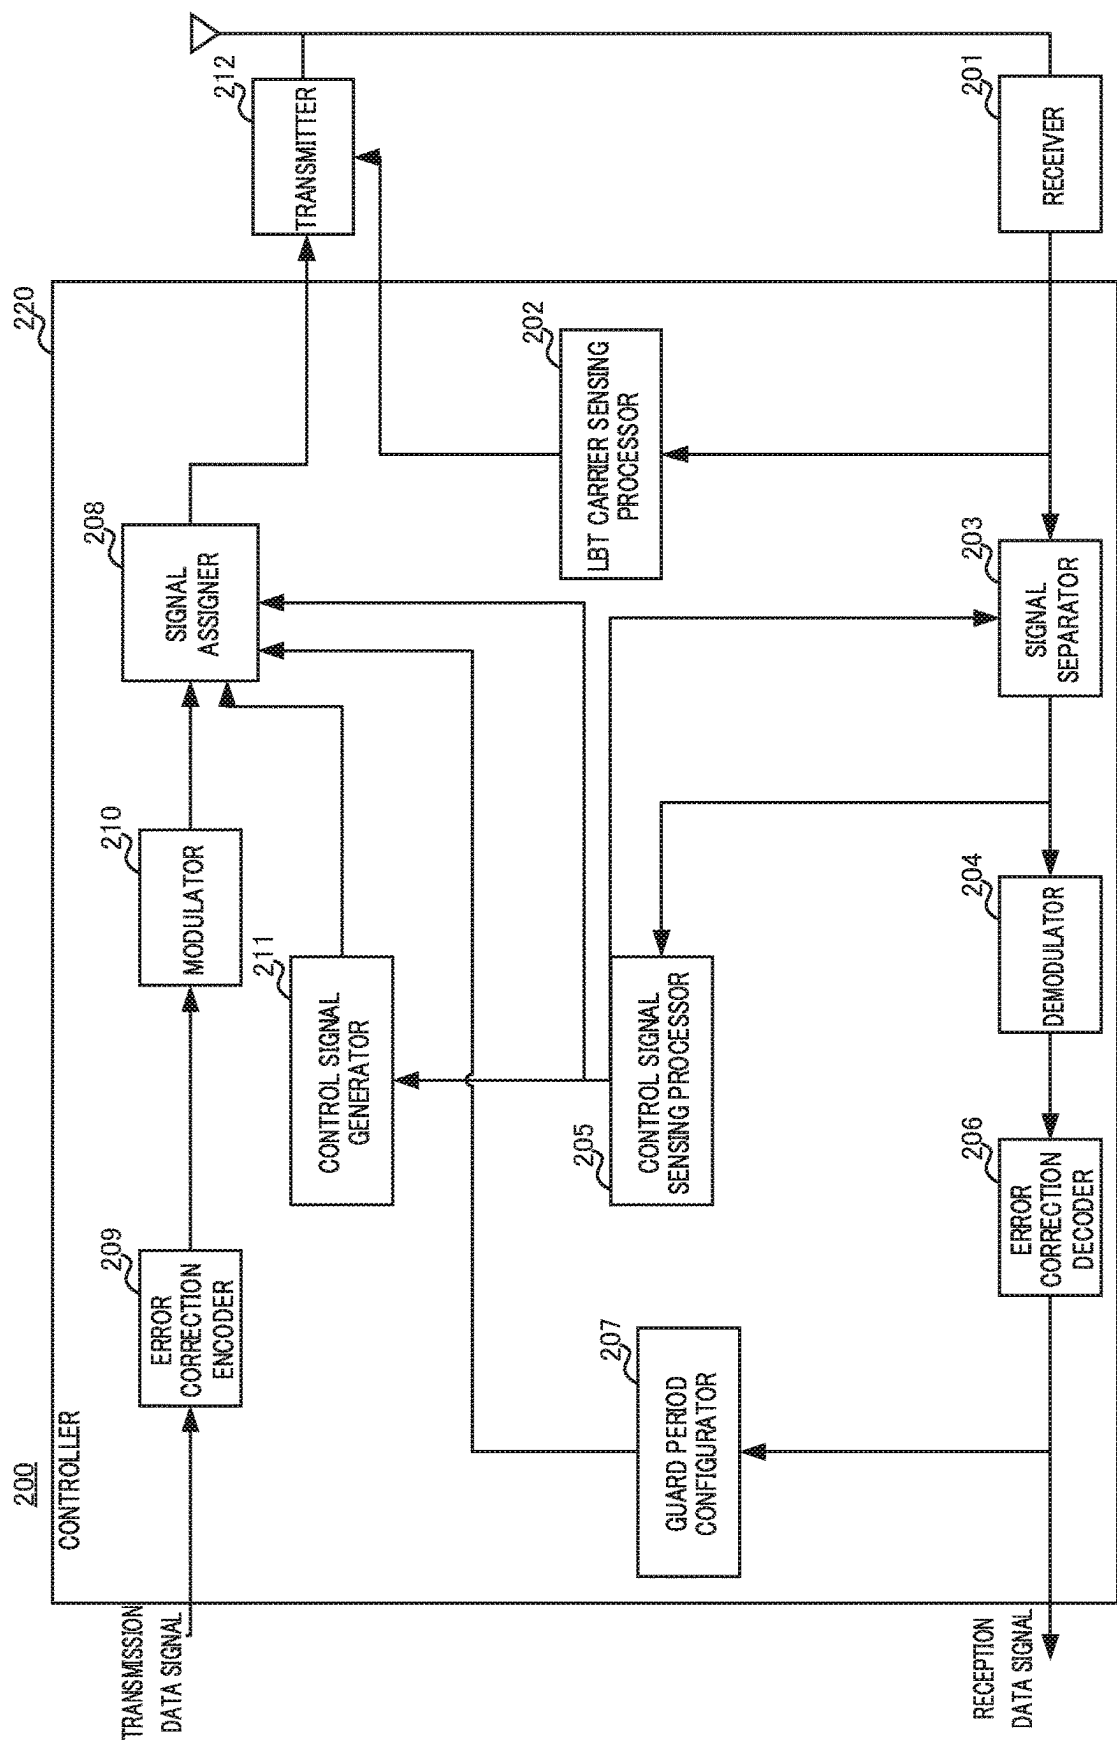 200
CONTROLLER
220
TRANSMISSION
DATA SIGNAL
209
ERROR
CORRECTION
ENCODER
210
MODULATOR
208
SIGNAL
ASSIGNER
212
TRANSMITTER
211
CONTROL SIGNAL
GENERATOR
202
LBT CARRIER SENSING
PROCESSOR
205
CONTROL SIGNAL
SENSING PROCESSOR
207
GUARD PERIOD
CONFIGURATOR
RECEPTION
DATA SIGNAL
206
ERROR
CORRECTION
DECODER
204
DEMODULATOR
203
SIGNAL
SEPARATOR
201
RECEIVER